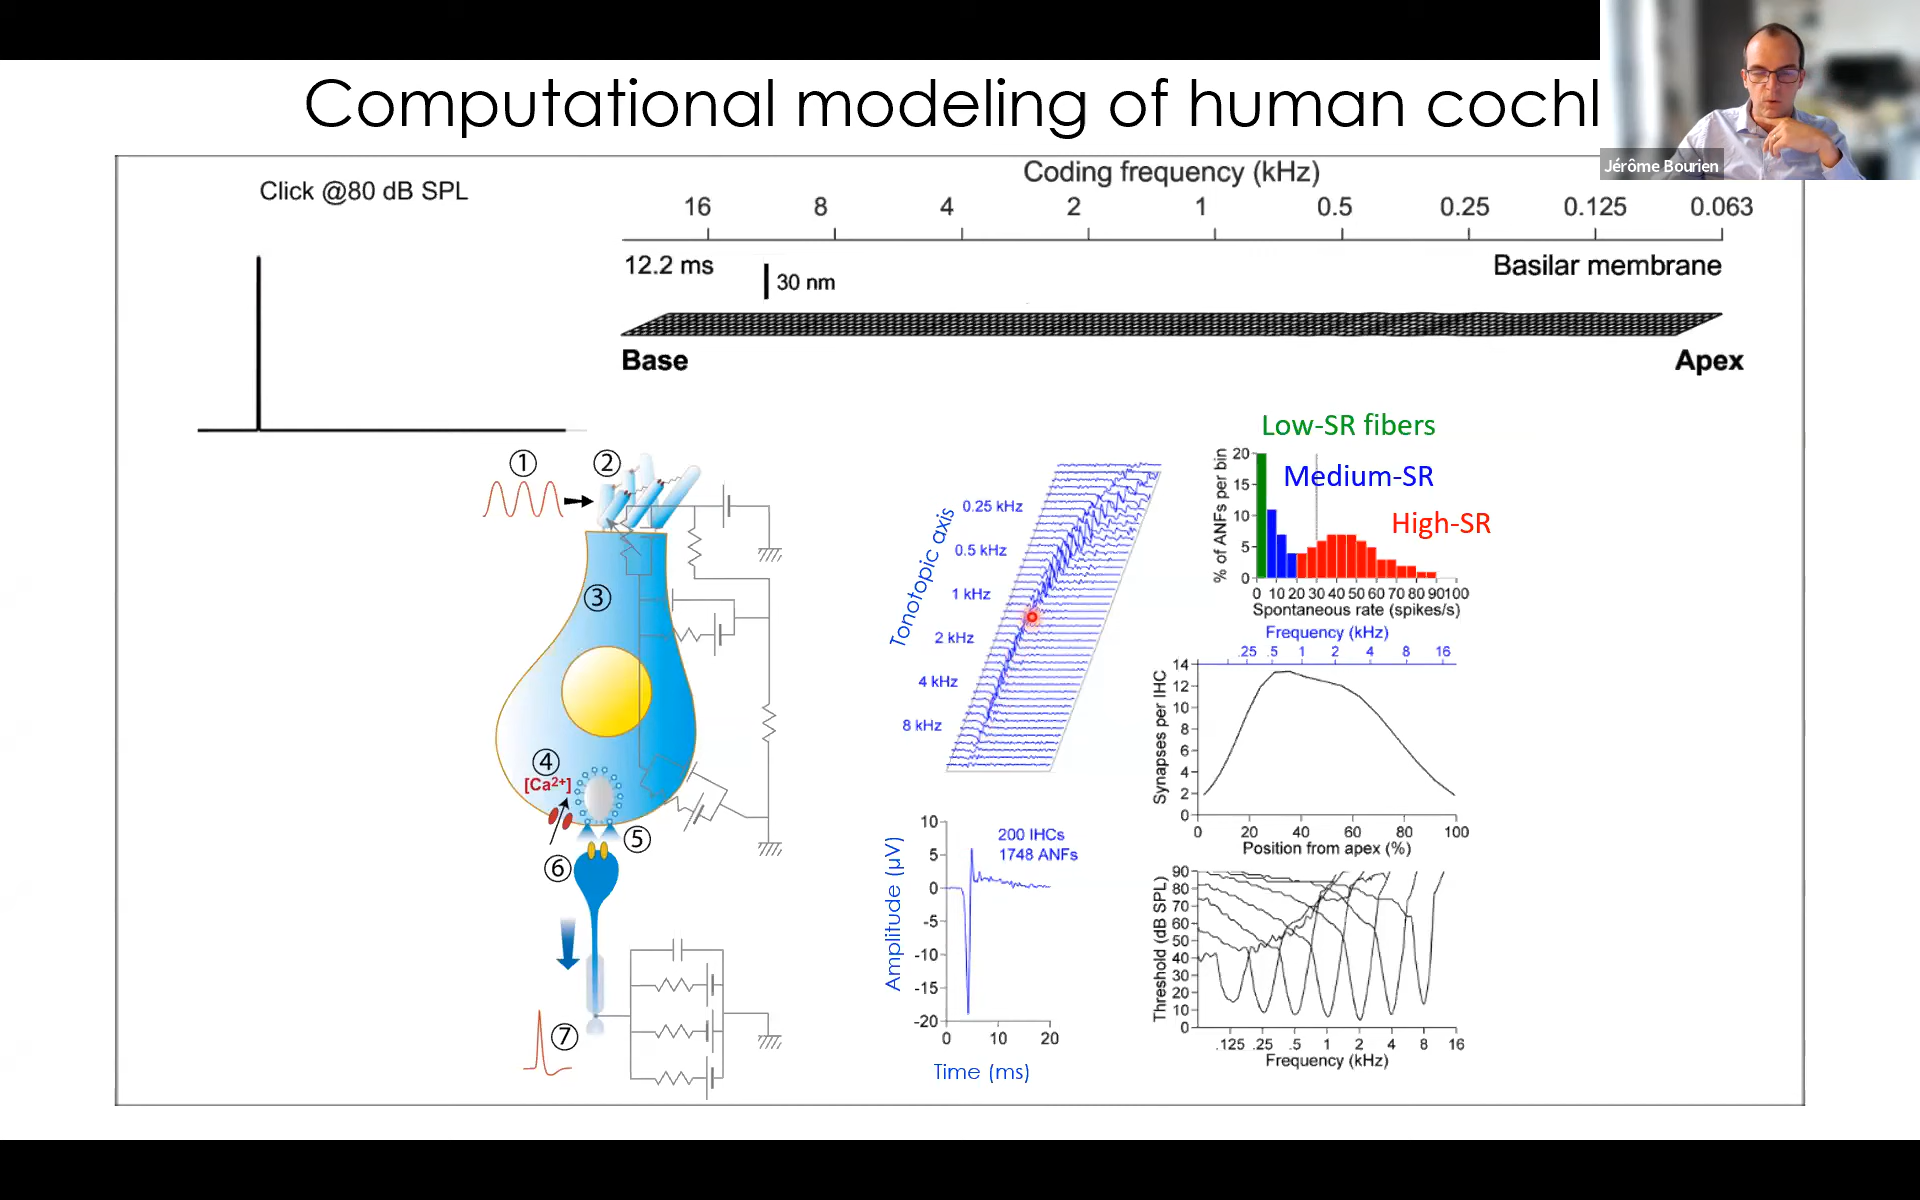 Computational modeling of human cochl
Jérôme Bourien
Click @80 dB SPL
Coding frequency (kHz)
16 8 4 2 1 0.5 0.25 0.125 0.063
12.2 ms
30 nm
Basilar membrane
Base
Apex
①
②
③
④
[Ca²⁺]
⑤
⑥
⑦
Tonotopic axis
0.25 kHz
0.5 kHz
1 kHz
2 kHz
4 kHz
8 kHz
Amplitude (µV)
10
5
0
-5
-10
-15
-20
200 IHCs
1748 ANFs
0 10 20
Time (ms)
Low-SR fibers
Medium-SR
High-SR
% of ANFs per bin
20
15
10
5
0
0 10 20 30 40 50 60 70 80 90 100
Spontaneous rate (spikes/s)
Frequency (kHz)
.25 .5 1 2 4 8 16
Synapses per IHC
14
12
10
8
6
4
2
0
0 20 40 60 80 100
Position from apex (%)
Threshold (dB SPL)
90
80
70
60
50
40
30
20
10
0
.125 .25 .5 1 2 4 8 16
Frequency (kHz)